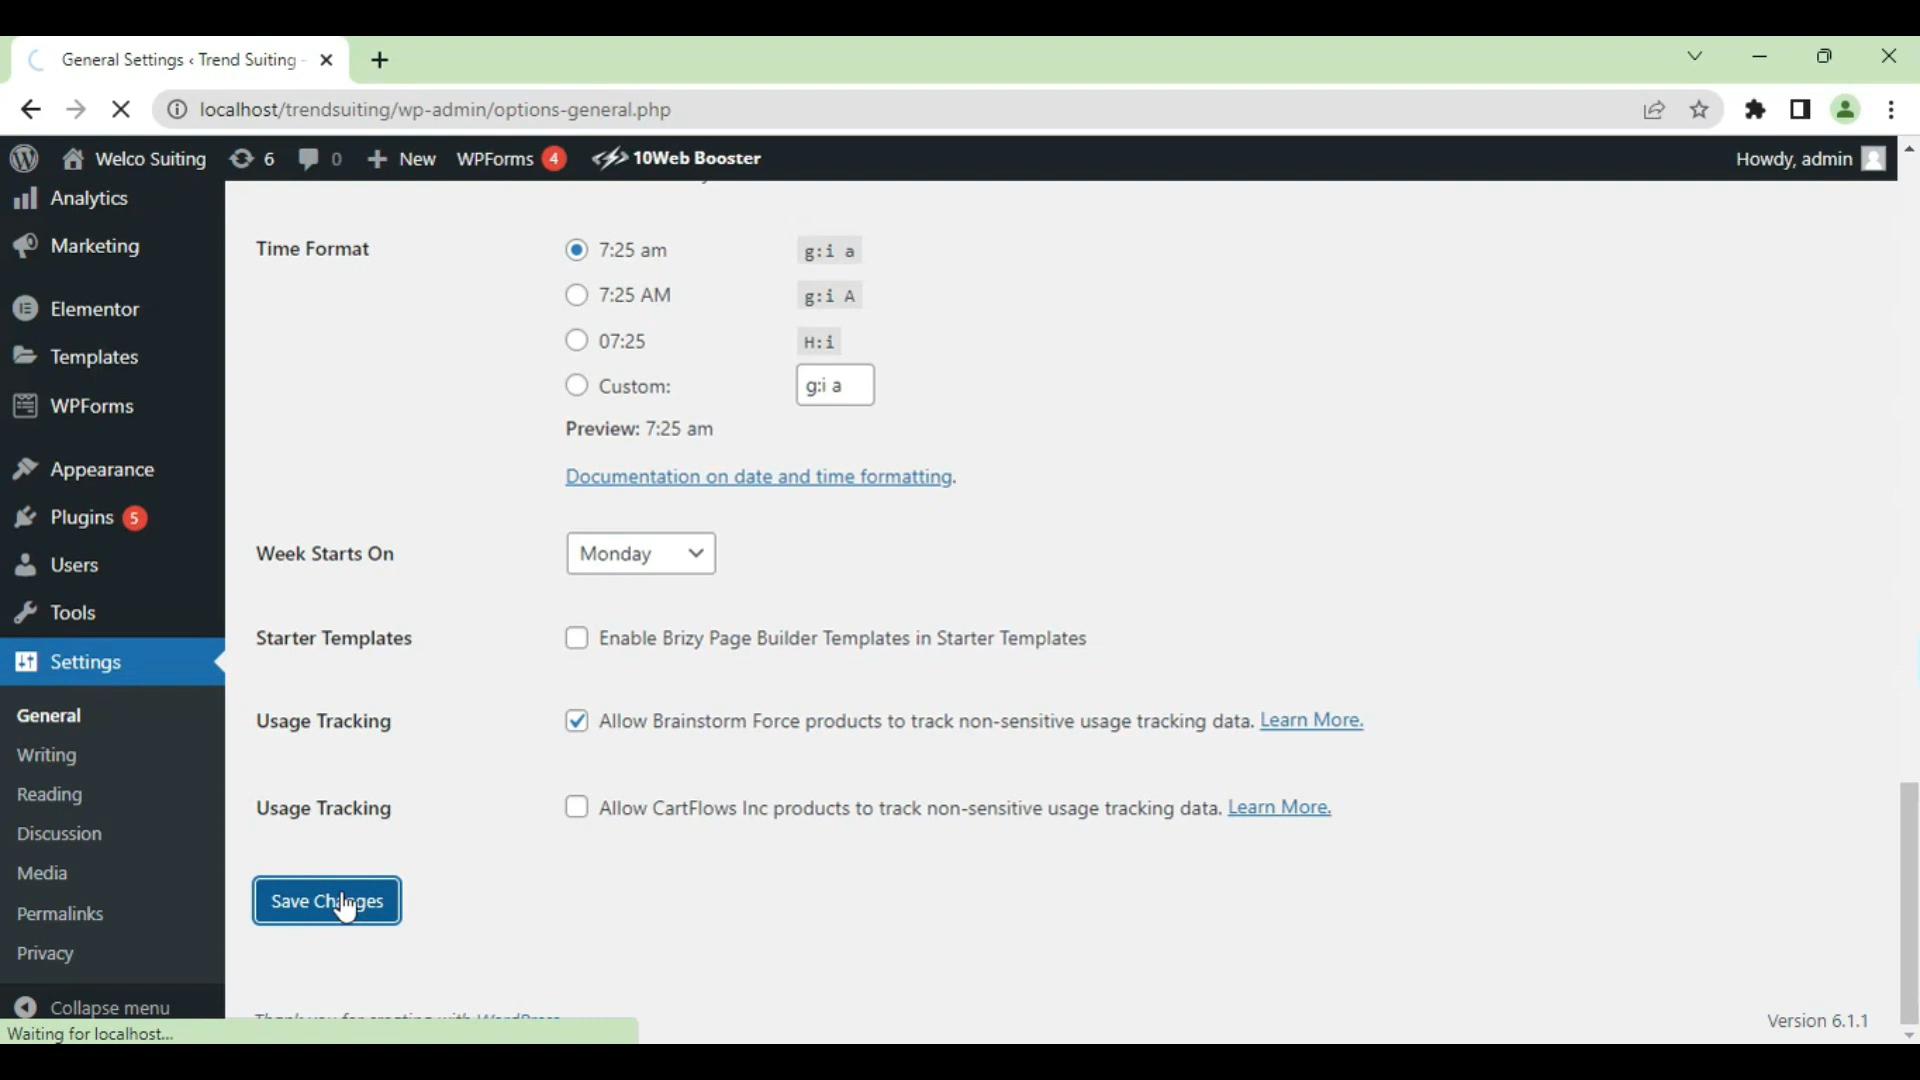 General Settings ‹ Trend Suiting -
localhost/trendsuiting/wp-admin/options-general.php
Welco Suiting 6 0 New WPForms 4 10Web Booster Howdy, admin
Analytics
Marketing
Elementor
Templates
WPForms
Appearance
Plugins 5
Users
Tools
Settings
General
Writing
Reading
Discussion
Media
Permalinks
Privacy
Collapse menu
Time Format
7:25 am g:i a
7:25 AM g:i A
07:25 H:i
Custom: g:i a
Preview: 7:25 am
Documentation on date and time formatting.
Week Starts On Monday
Starter Templates Enable Brizy Page Builder Templates in Starter Templates
Usage Tracking Allow Brainstorm Force products to track non-sensitive usage tracking data. Learn More.
Usage Tracking Allow CartFlows Inc products to track non-sensitive usage tracking data. Learn More.
Save Changes
Version 6.1.1
Waiting for localhost...